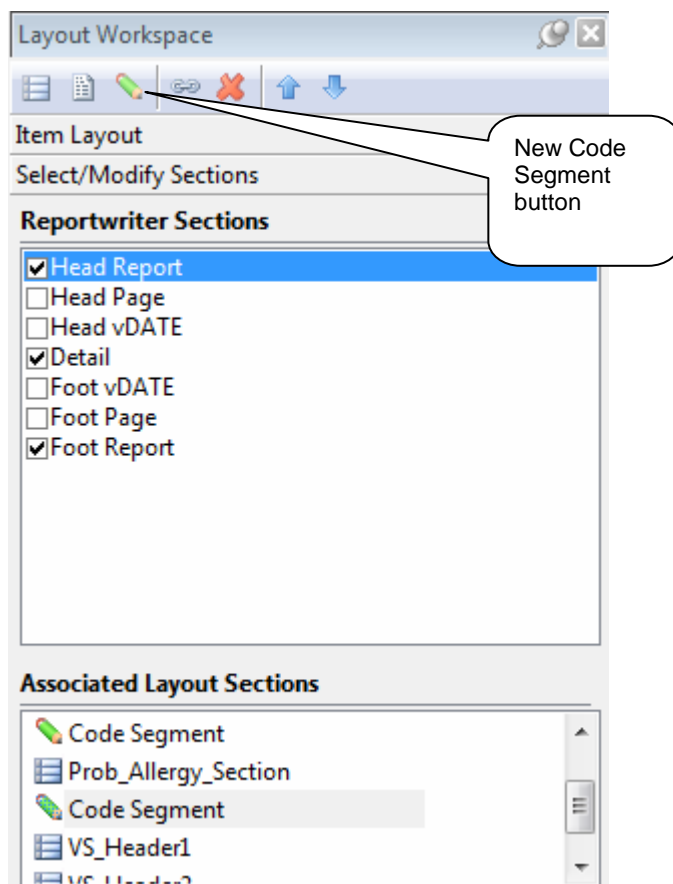 Layout Workspace
Item Layout
New Code
Segment
button
Select/Modify Sections
Reportwriter Sections
Head Report
Head Page
Head vDATE
Detail
Foot vDATE
Foot Page
Foot Report
Associated Layout Sections
Code Segment
Prob_Allergy_Section
Code Segment
VS_Header1
VS_Header2